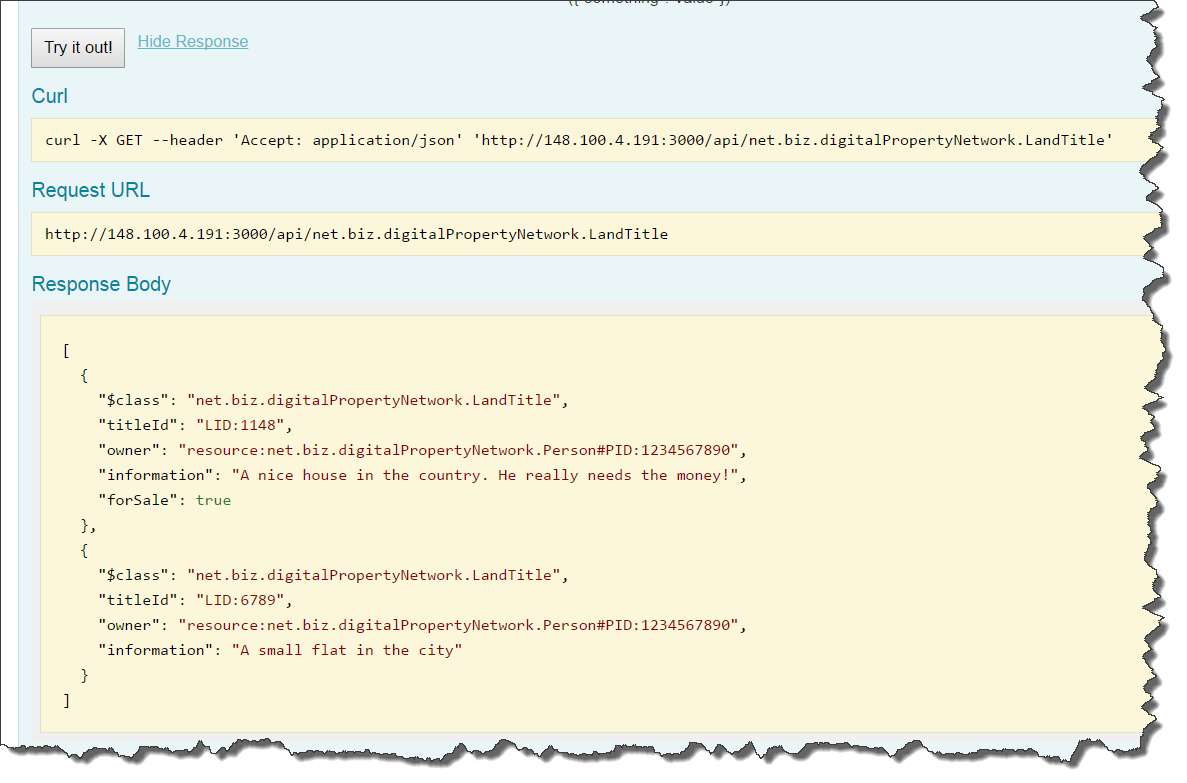 Try it out! Hide Response
Curl
curl -X GET --header 'Accept: application/json' 'http://148.100.4.191:3000/api/net.biz.digitalPropertyNetwork.LandTitle'
Request URL
http://148.100.4.191:3000/api/net.biz.digitalPropertyNetwork.LandTitle
Response Body
[
{
"$class": "net.biz.digitalPropertyNetwork.LandTitle",
"titleId": "LID:1148",
"owner": "resource:net.biz.digitalPropertyNetwork.Person#PID:1234567890",
"information": "A nice house in the country. He really needs the money!",
"forSale": true
},
{
"$class": "net.biz.digitalPropertyNetwork.LandTitle",
"titleId": "LID:6789",
"owner": "resource:net.biz.digitalPropertyNetwork.Person#PID:1234567890",
"information": "A small flat in the city"
}
]